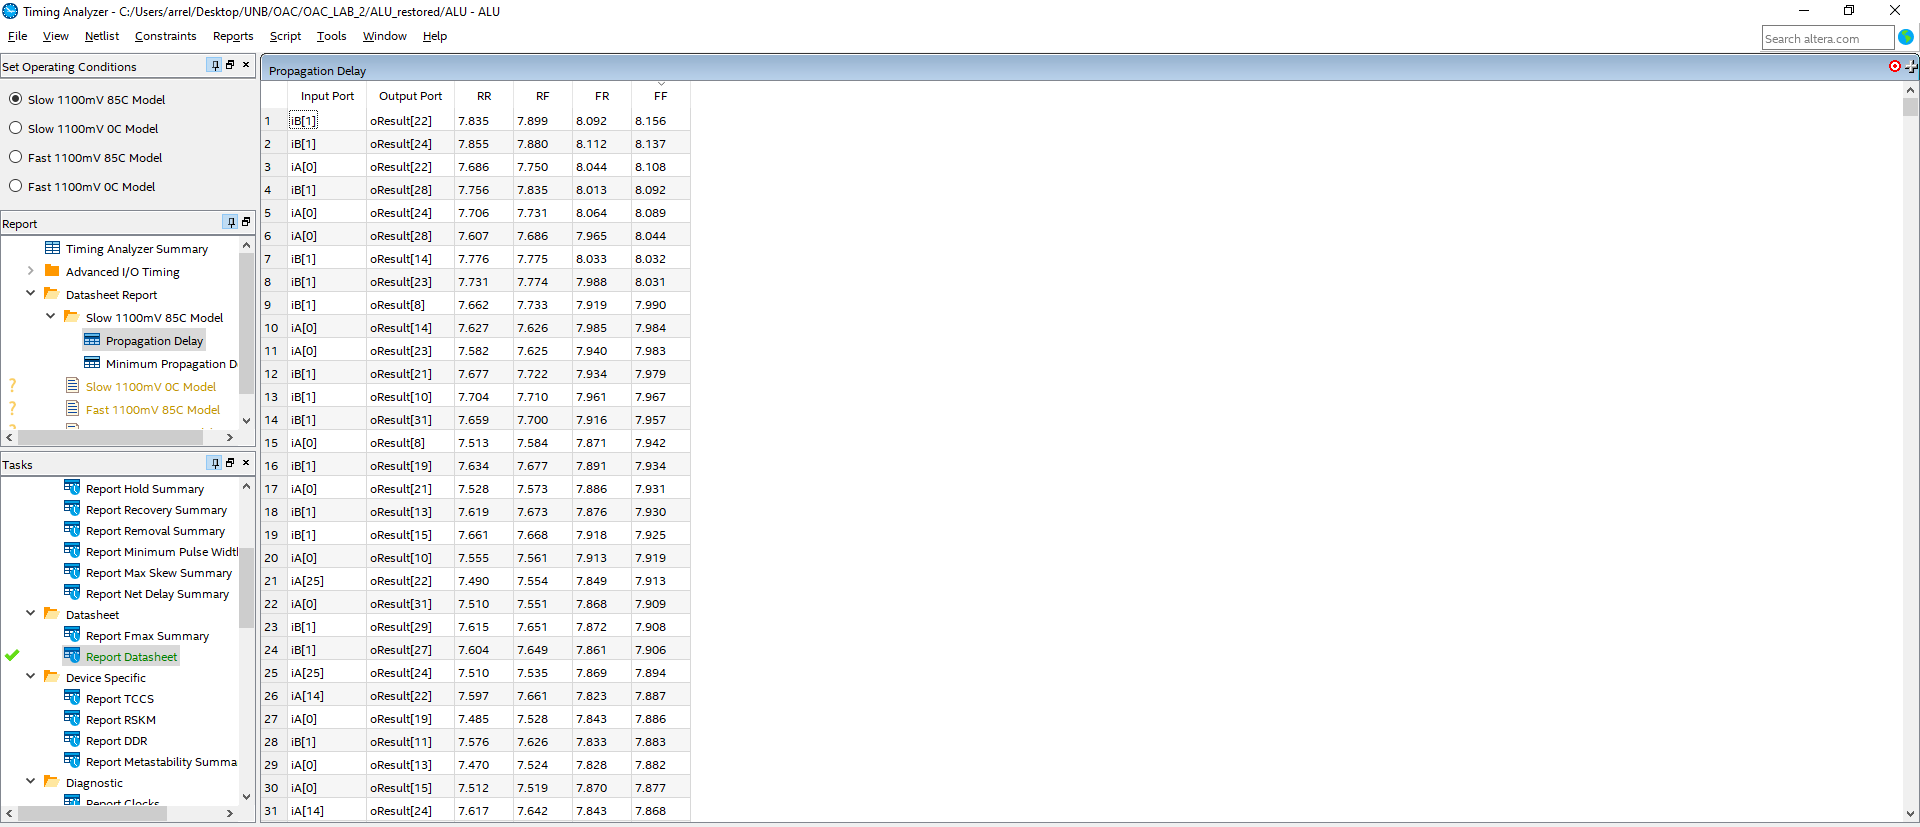 Timing Analyzer - C:/Users/arrel/Desktop/UNB/OAC/OAC_LAB_2/ALU_restored/ALU - ALU
File View Netlist Constraints Reports Script Tools Window Help
Search altera.com
Set Operating Conditions
Slow 1100mV 85C Model
Slow 1100mV 0C Model
Fast 1100mV 85C Model
Fast 1100mV 0C Model
Report
Timing Analyzer Summary
Advanced I/O Timing
Datasheet Report
Slow 1100mV 85C Model
Propagation Delay
Minimum Propagation D
? Slow 1100mV 0C Model
? Fast 1100mV 85C Model
Tasks
Report Hold Summary
Report Recovery Summary
Report Removal Summary
Report Minimum Pulse Widt
Report Max Skew Summary
Report Net Delay Summary
Datasheet
Report Fmax Summary
Report Datasheet
Device Specific
Report TCCS
Report RSKM
Report DDR
Report Metastability Summa
Diagnostic
Report Clocks
Propagation Delay
Input Port Output Port RR RF FR FF
1 iB[1] oResult[22] 7.835 7.899 8.092 8.156
2 iB[1] oResult[24] 7.855 7.880 8.112 8.137
3 iA[0] oResult[22] 7.686 7.750 8.044 8.108
4 iB[1] oResult[28] 7.756 7.835 8.013 8.092
5 iA[0] oResult[24] 7.706 7.731 8.064 8.089
6 iA[0] oResult[28] 7.607 7.686 7.965 8.044
7 iB[1] oResult[14] 7.776 7.775 8.033 8.032
8 iB[1] oResult[23] 7.731 7.774 7.988 8.031
9 iB[1] oResult[8] 7.662 7.733 7.919 7.990
10 iA[0] oResult[14] 7.627 7.626 7.985 7.984
11 iA[0] oResult[23] 7.582 7.625 7.940 7.983
12 iB[1] oResult[21] 7.677 7.722 7.934 7.979
13 iB[1] oResult[10] 7.704 7.710 7.961 7.967
14 iB[1] oResult[31] 7.659 7.700 7.916 7.957
15 iA[0] oResult[8] 7.513 7.584 7.871 7.942
16 iB[1] oResult[19] 7.634 7.677 7.891 7.934
17 iA[0] oResult[21] 7.528 7.573 7.886 7.931
18 iB[1] oResult[13] 7.619 7.673 7.876 7.930
19 iB[1] oResult[15] 7.661 7.668 7.918 7.925
20 iA[0] oResult[10] 7.555 7.561 7.913 7.919
21 iA[25] oResult[22] 7.490 7.554 7.849 7.913
22 iA[0] oResult[31] 7.510 7.551 7.868 7.909
23 iB[1] oResult[29] 7.615 7.651 7.872 7.908
24 iB[1] oResult[27] 7.604 7.649 7.861 7.906
25 iA[25] oResult[24] 7.510 7.535 7.869 7.894
26 iA[14] oResult[22] 7.597 7.661 7.823 7.887
27 iA[0] oResult[19] 7.485 7.528 7.843 7.886
28 iB[1] oResult[11] 7.576 7.626 7.833 7.883
29 iA[0] oResult[13] 7.470 7.524 7.828 7.882
30 iA[0] oResult[15] 7.512 7.519 7.870 7.877
31 iA[14] oResult[24] 7.617 7.642 7.843 7.868